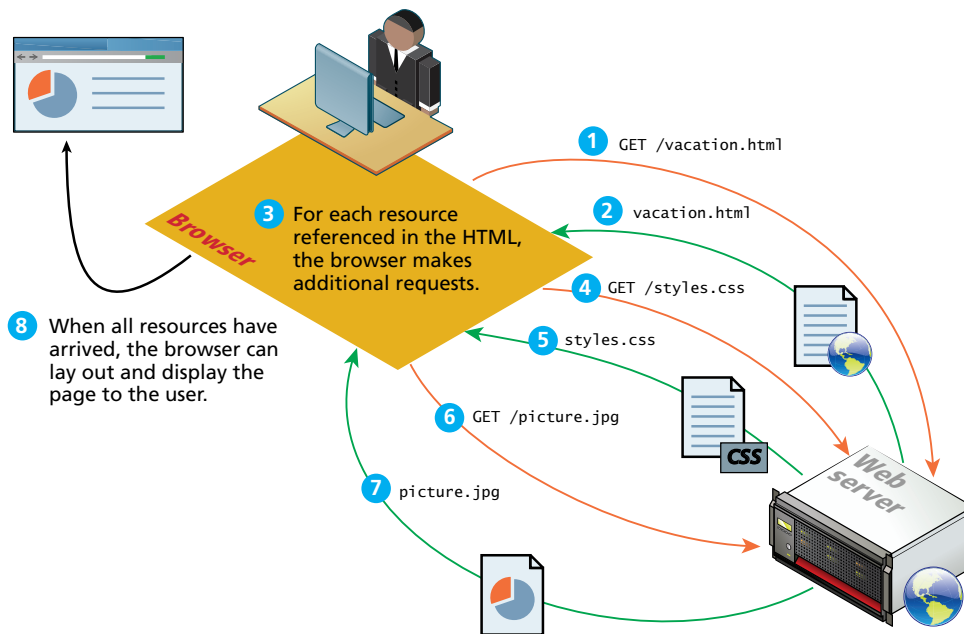 1 GET /vacation.html
2 vacation.html
Browser
3 For each resource
referenced in the HTML,
the browser makes
additional requests.
4 GET /styles.css
5 styles.css
8 When all resources have
arrived, the browser can
lay out and display the
page to the user.
6 GET /picture.jpg
CSS
Web
server
7 picture.jpg